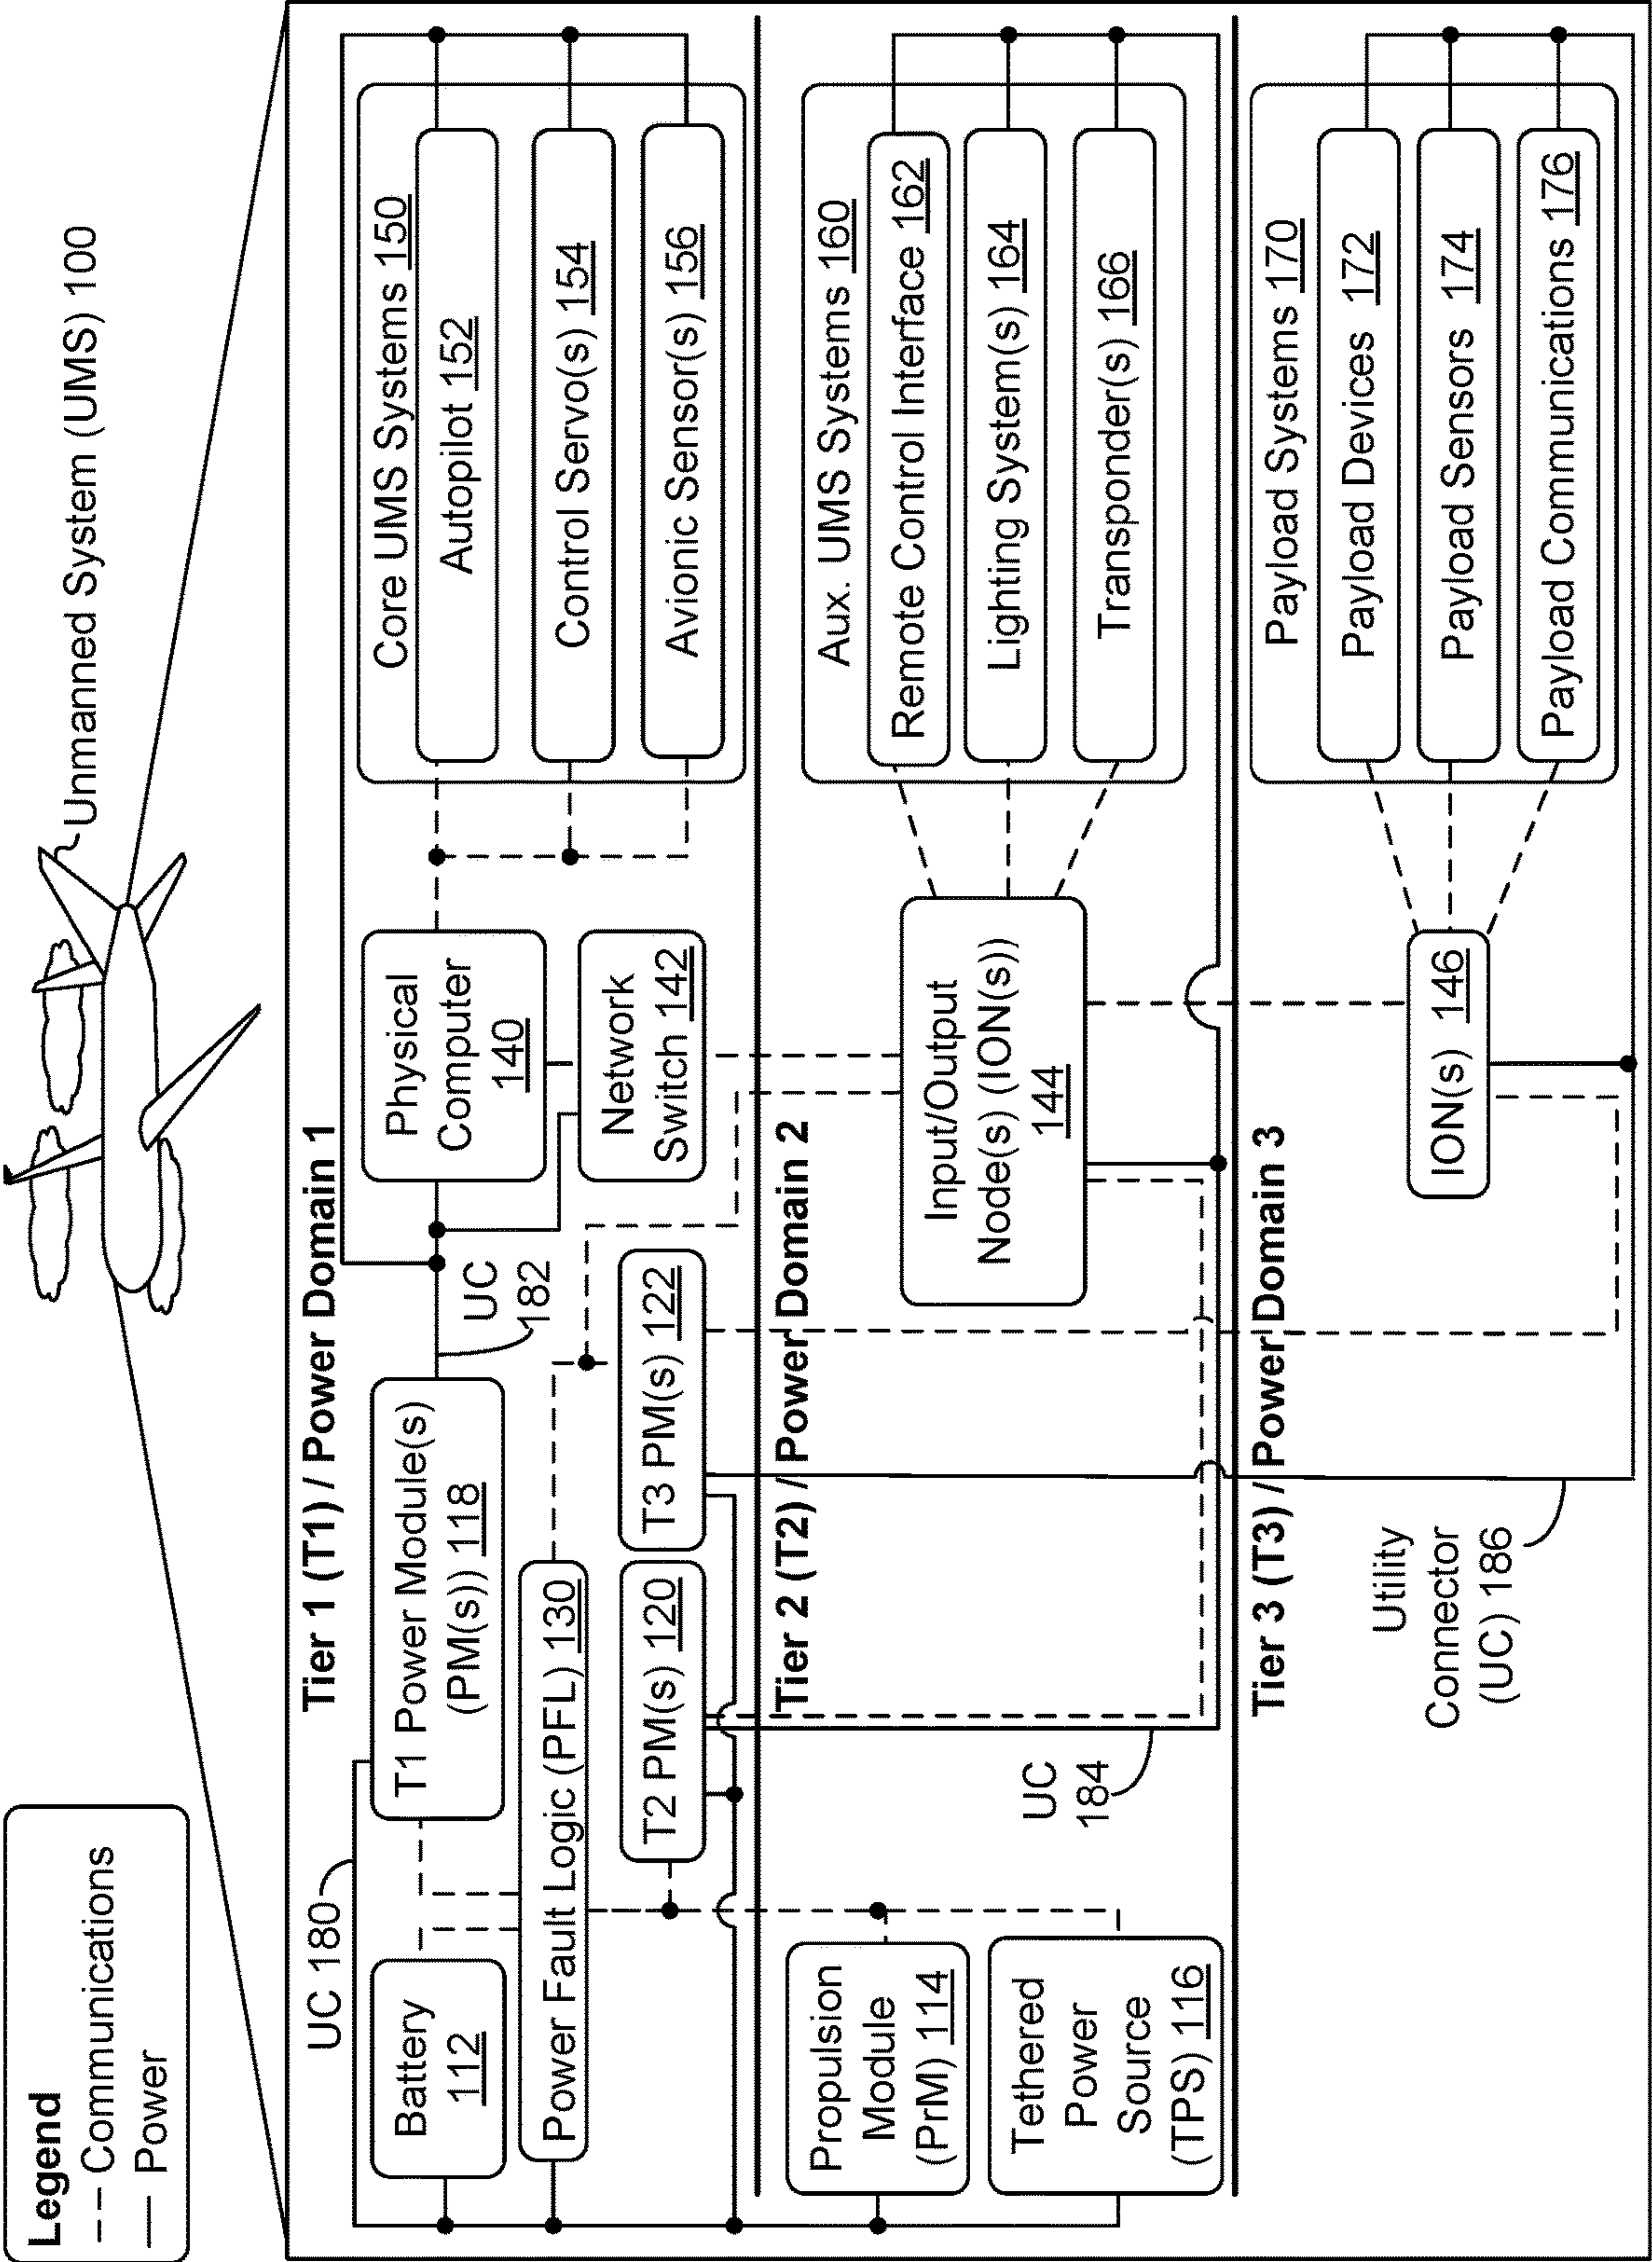 Legend
Communications
Power
Unmanned System (UMS) 100
Tier 1 (T1) / Power Domain 1
UC 180
Battery
112
T1 Power Module(s)
(PM(s)) 118
UC
182
Physical
Computer
140
Network
Switch 142
Power Fault Logic (PFL) 130
T2 PM(s) 120
T3 PM(s) 122
Core UMS Systems 150
Autopilot 152
Control Servo(s) 154
Avionic Sensor(s) 156
Tier 2 (T2) / Power Domain 2
Propulsion
Module
(PrM) 114
Tethered
Power
Source
(TPS) 116
UC
184
Input/Output
Node(s) (ION(s))
144
Aux. UMS Systems 160
Remote Control Interface 162
Lighting System(s) 164
Transponder(s) 166
Tier 3 (T3) / Power Domain 3
Utility
Connector
(UC) 186
ION(s) 146
Payload Systems 170
Payload Devices 172
Payload Sensors 174
Payload Communications 176